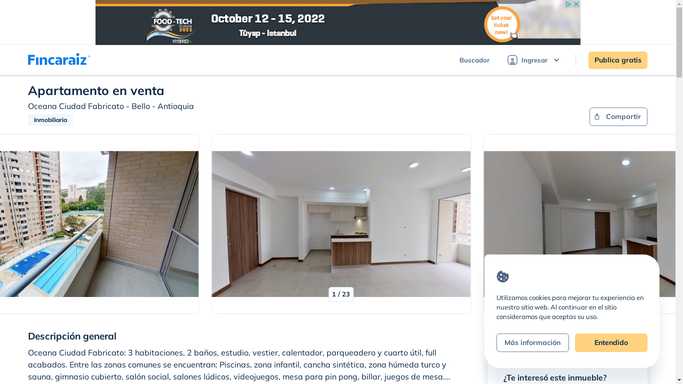 FOOD-TECH
October 12 - 15, 2022
Tüyap - Istanbul
Get your
ticket
now!
Fincaraiz
Buscador
Ingresar
Publica gratis
Apartamento en venta
Oceana Ciudad Fabricato - Bello - Antioquia
Inmobiliaria
Compartir
1 / 23
Utilizamos cookies para mejorar tu experiencia en
nuestro sitio web. Al continuar en el sitio
consideramos que aceptas su uso.
Más información
Entendido
Descripción general
Oceana Ciudad Fabricato: 3 habitaciones, 2 baños, estudio, vestier, calentador, parqueadero y cuarto útil, full
acabados. Entre las zonas comunes se encuentran: Piscinas, zona infantil, cancha sintética, zona húmeda turco y
sauna, gimnasio cubierto, salón social, salones lúdicos, videojuegos, mesa para pin pong, billar, juegos de mesa....
¿Te interesó este inmueble?